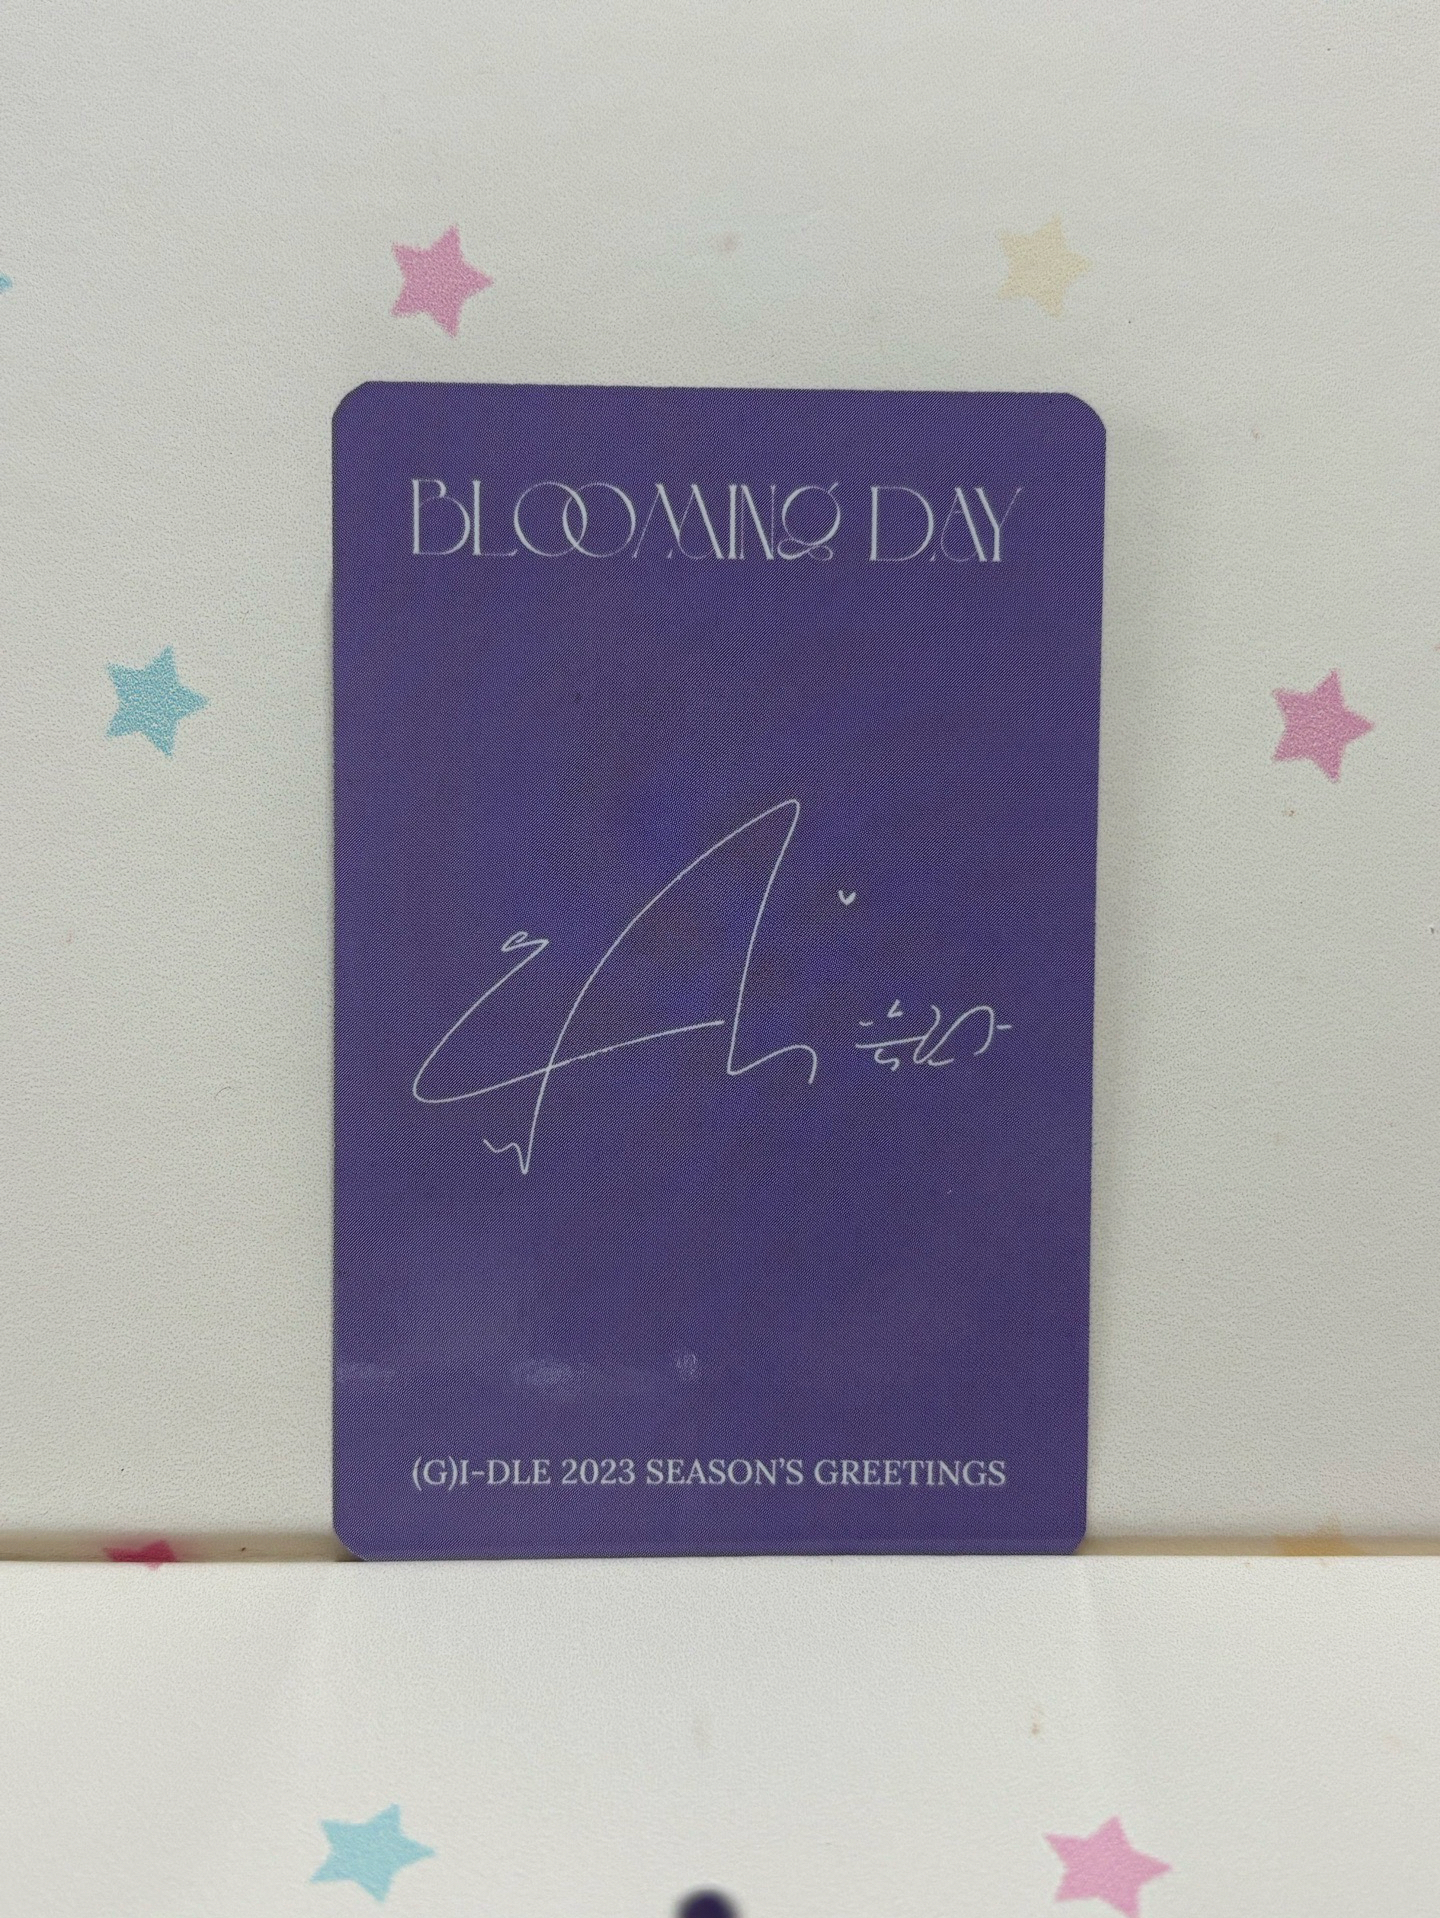 BLOOMING DAY
(G)I-DLE 2023 SEASON'S GREETINGS